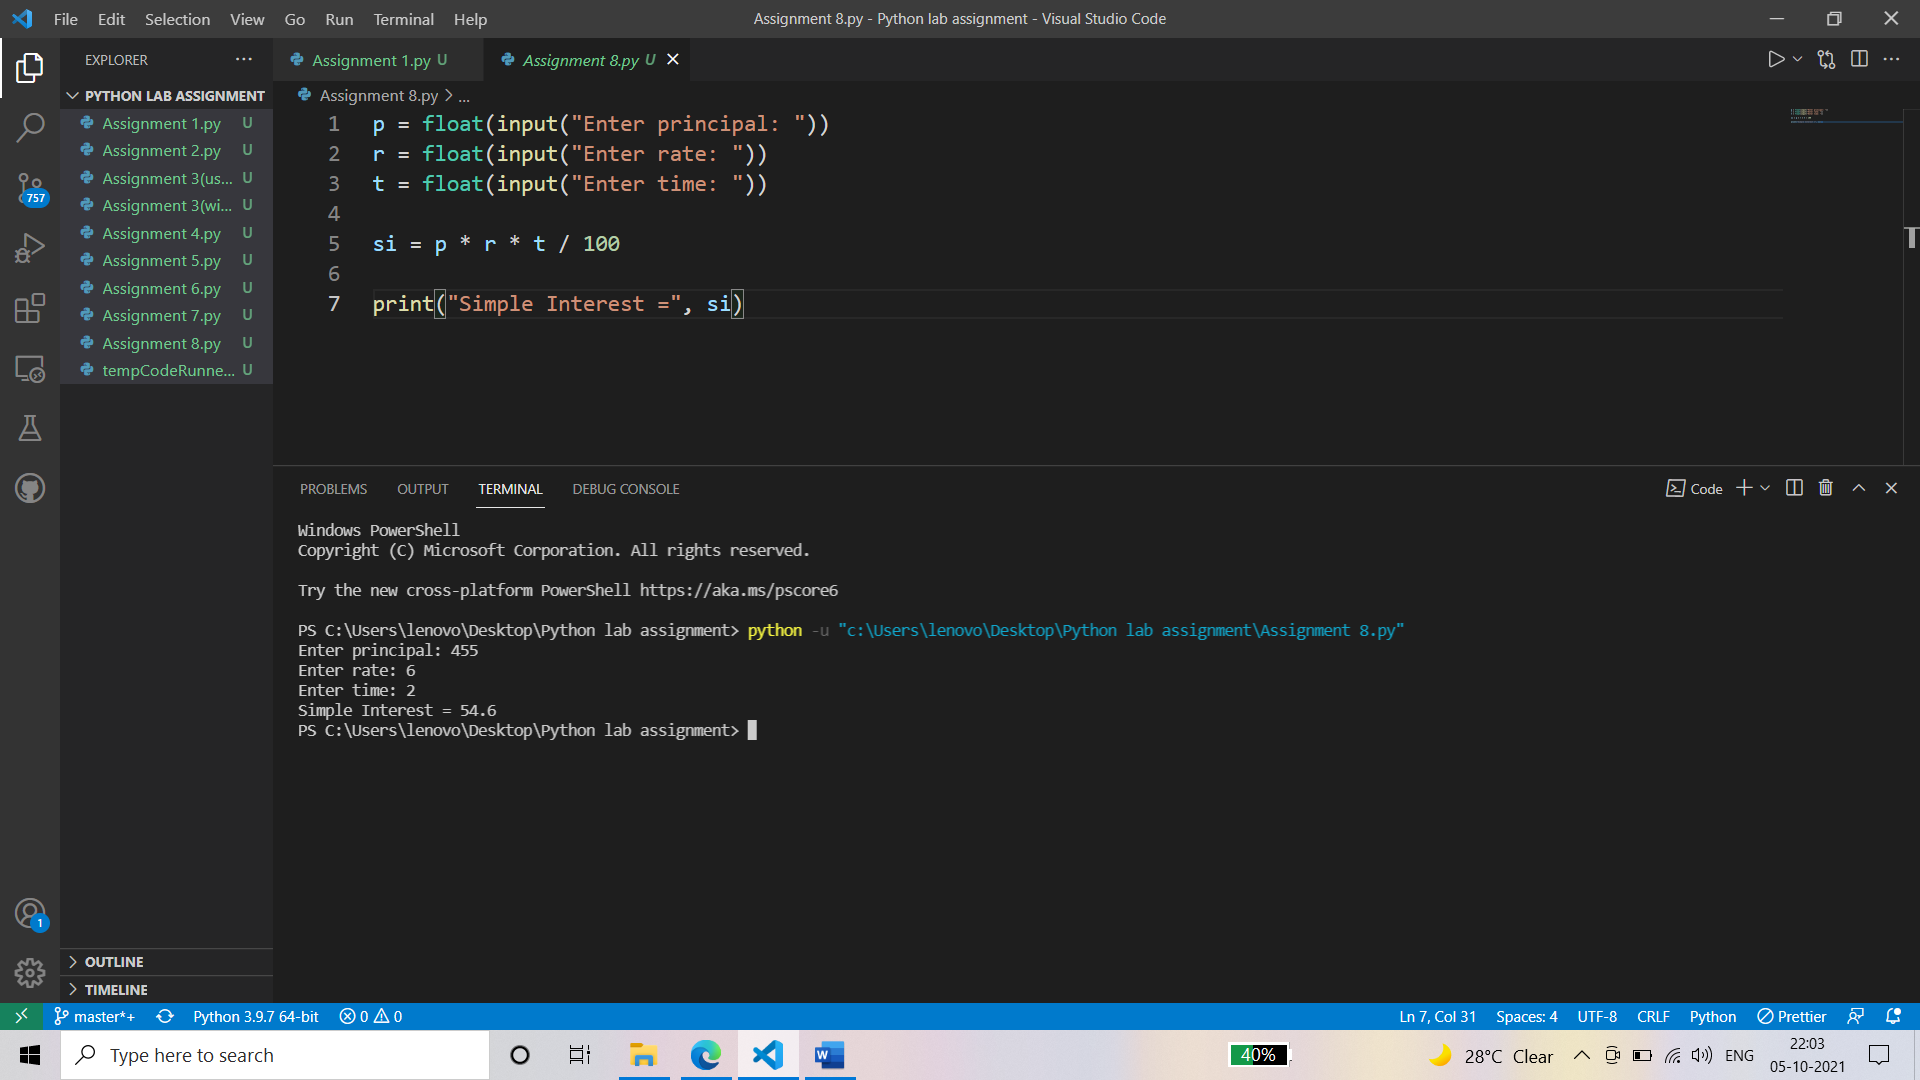 File Edit Selection View Go Run Terminal Help
Assignment 8.py - Python lab assignment - Visual Studio Code
EXPLORER
PYTHON LAB ASSIGNMENT
Assignment 1.py U
Assignment 2.py U
Assignment 3(us... U
Assignment 3(wi... U
Assignment 4.py U
Assignment 5.py U
Assignment 6.py U
Assignment 7.py U
Assignment 8.py U
tempCodeRunne... U
757
1
OUTLINE
TIMELINE
Assignment 1.py U
Assignment 8.py U
Assignment 8.py > ...
1 p = float(input("Enter principal: "))
2 r = float(input("Enter rate: "))
3 t = float(input("Enter time: "))
4
5 si = p * r * t / 100
6
7 print("Simple Interest =", si)
PROBLEMS OUTPUT TERMINAL DEBUG CONSOLE
Code
Windows PowerShell
Copyright (C) Microsoft Corporation. All rights reserved.
Try the new cross-platform PowerShell https://aka.ms/pscore6
PS C:\Users\lenovo\Desktop\Python lab assignment> python -u "c:\Users\lenovo\Desktop\Python lab assignment\Assignment 8.py"
Enter principal: 455
Enter rate: 6
Enter time: 2
Simple Interest = 54.6
PS C:\Users\lenovo\Desktop\Python lab assignment>
master*+ Python 3.9.7 64-bit 0 0
Ln 7, Col 31 Spaces: 4 UTF-8 CRLF Python Prettier
Type here to search
40%
28°C Clear
ENG
22:03
05-10-2021